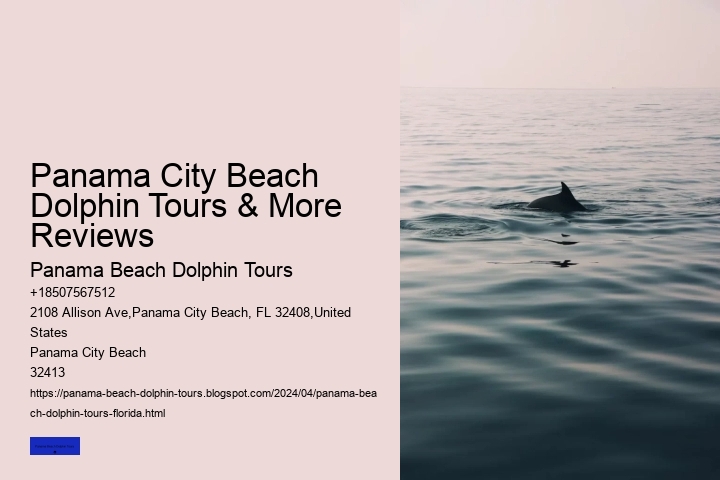 Panama City Beach
Dolphin Tours & More
Reviews
Panama Beach Dolphin Tours
+18507567512
2108 Allison Ave,Panama City Beach, FL 32408,United
States
Panama City Beach
32413
https://panama-beach-dolphin-tours.blogspot.com/2024/04/panama-bea
ch-dolphin-tours-florida.html